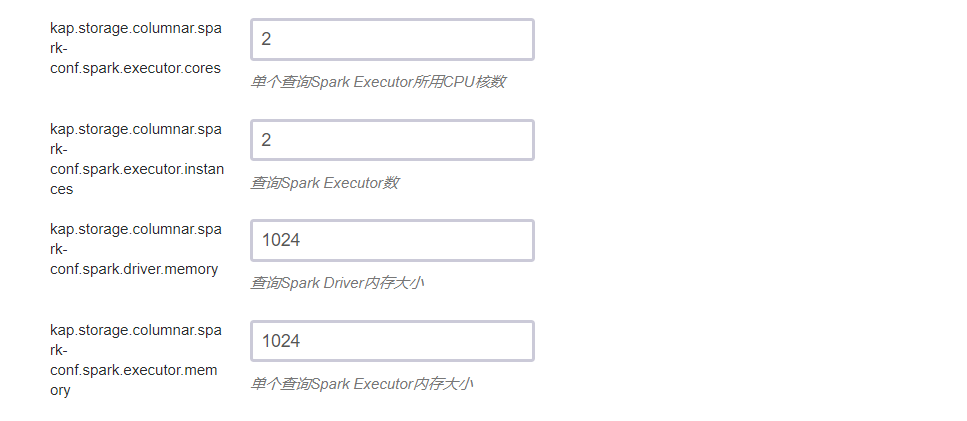 kap.storage.columnar.spa
rk-
conf.spark.executor.cores
2
单个查询Spark Executor所用CPU核数
kap.storage.columnar.spa
rk-
conf.spark.executor.instan
ces
2
查询Spark Executor数
kap.storage.columnar.spa
rk-
conf.spark.driver.memory
1024
查询Spark Driver内存大小
kap.storage.columnar.spa
rk-
conf.spark.executor.mem
ory
1024
单个查询Spark Executor内存大小